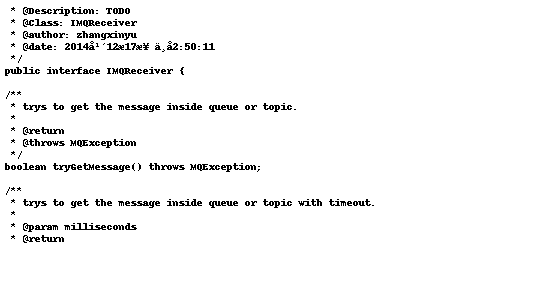 * @Description: TODO
* @Class: IMQReceiver
* @author: zhangxinyu
* @date: 2014å¹´12æ17æ¥ ä¸å2:50:11
*/
public interface IMQReceiver {
/**
* trys to get the message inside queue or topic.
*
* @return
* @throws MQException
*/
boolean tryGetMessage() throws MQException;
/**
* trys to get the message inside queue or topic with timeout.
*
* @param milliseconds
* @return